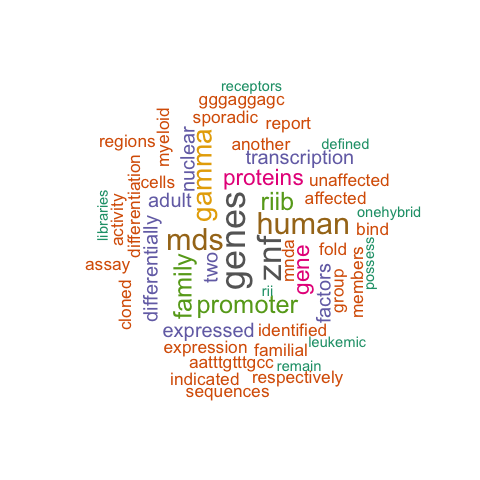 receptors
gggaggagc
sporadic
report
myeloid
regions
nuclear
gamma
another
defined
transcription
differentiation
cells
proteins
unaffected
libraries
activity
adult
riib
affected
onehybrid
differentially
mds
genes
znf
human
bind
assay
family
two
mnda
gene
fold
members
possess
cloned
rij
factors
group
promoter
expressed
identified
leukemic
expression
familial
aatttgtttgcc
remain
indicated
respectively
sequences